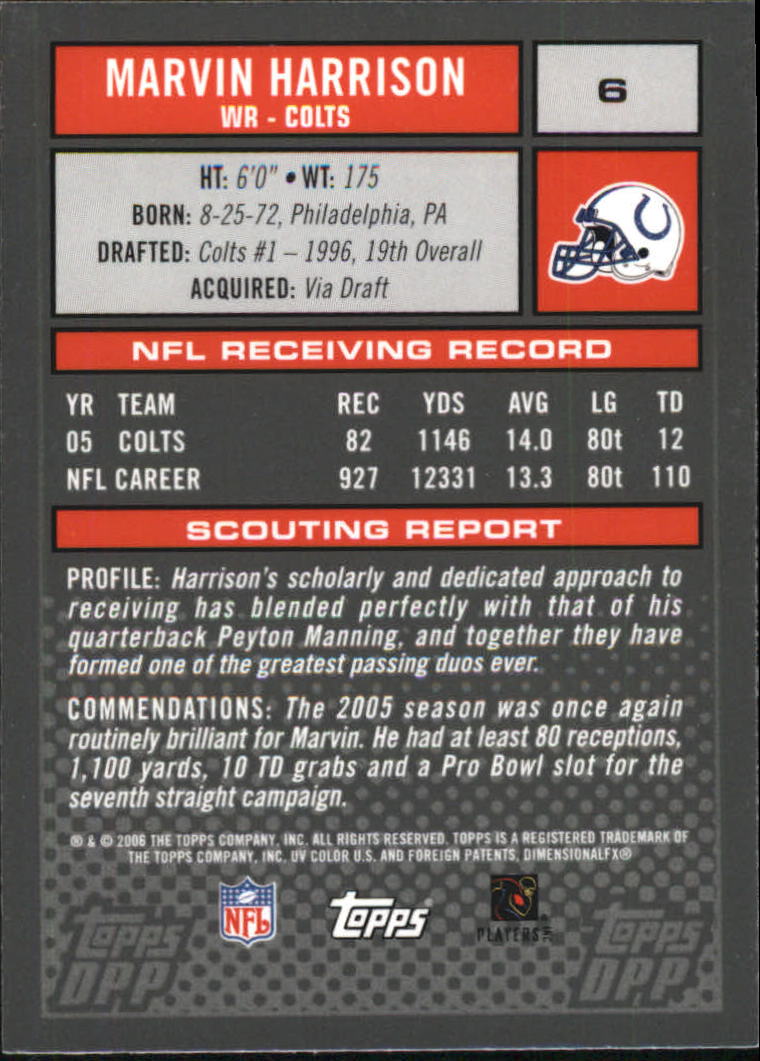 MARVIN HARRISON
WR - COLTS
6
HT: 6'0" • WT: 175
BORN: 8-25-72, Philadelphia, PA
DRAFTED: Colts #1 – 1996, 19th Overall
ACQUIRED: Via Draft
NFL RECEIVING RECORD
YR TEAM REC YDS AVG LG TD
05 COLTS 82 1146 14.0 80t 12
NFL CAREER 927 12331 13.3 80t 110
SCOUTING REPORT
PROFILE: Harrison's scholarly and dedicated approach to
receiving has blended perfectly with that of his
quarterback Peyton Manning, and together they have
formed one of the greatest passing duos ever.
COMMENDATIONS: The 2005 season was once again
routinely brilliant for Marvin. He had at least 80 receptions,
1,100 yards, 10 TD grabs and a Pro Bowl slot for the
seventh straight campaign.
® & © 2006 THE TOPPS COMPANY, INC. ALL RIGHTS RESERVED. TOPPS IS A REGISTERED TRADEMARK OF
THE TOPPS COMPANY, INC. UV COLOR U.S. AND FOREIGN PATENTS, DIMENSIONALFX®
NFL
Topps
PLAYERS INC
Topps
DPP
Topps
DPP